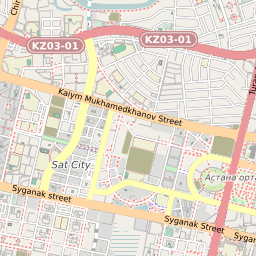 KZ03-01
KZ03-01
Kaiym Mukhamedkhanov Street
Sat City
Астана орта
Syganak street
Syganak Street